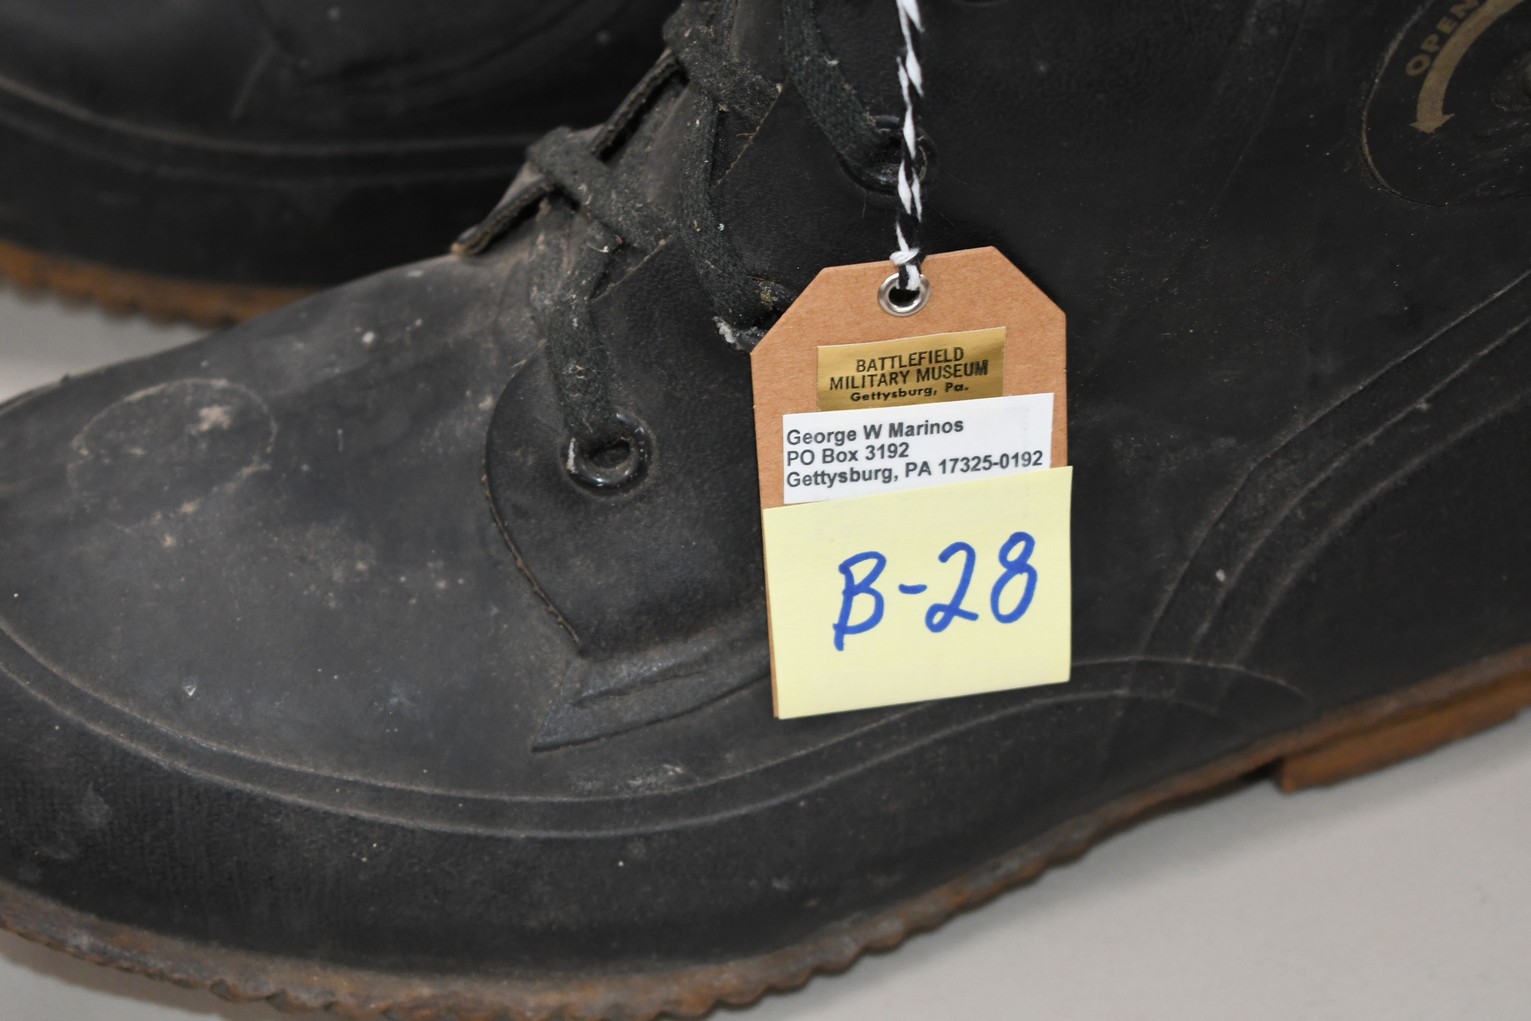 OPEN
BATTLEFIELD
MILITARY MUSEUM
Gettysburg, Pa.
George W Marinos
PO Box 3192
Gettysburg, PA 17325-0192
B-28